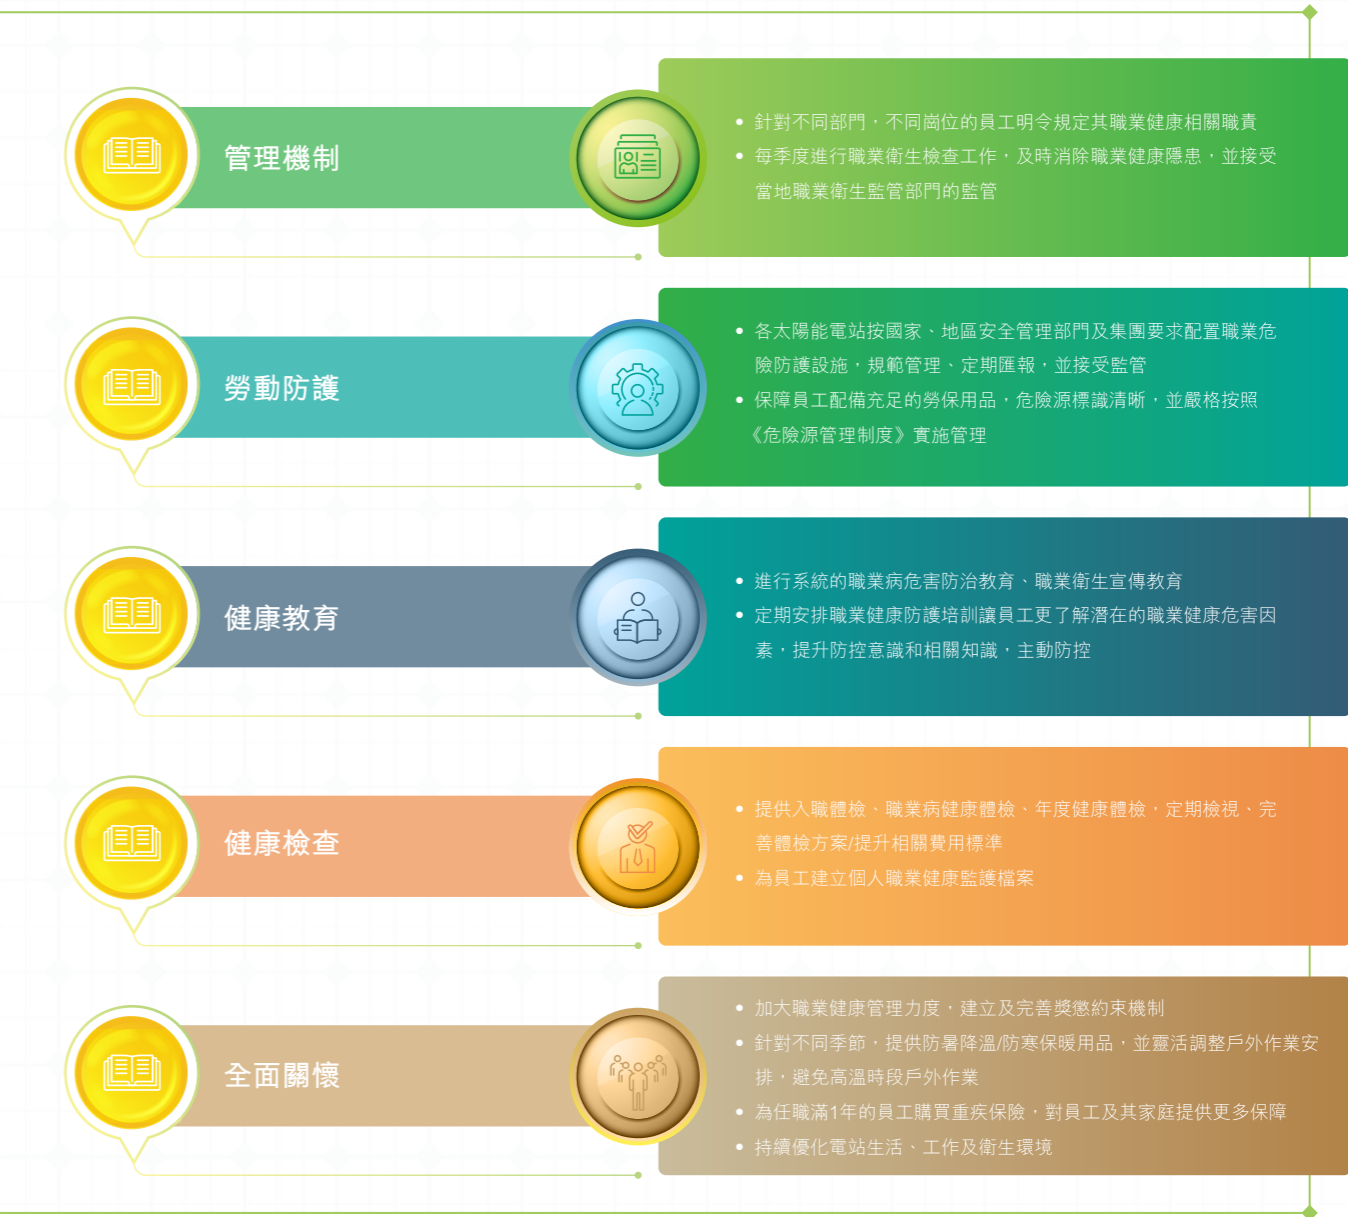 管理機制
• 針對不同部門，不同崗位的員工明令規定其職業健康相關職責
• 每季度進行職業衛生檢查工作，及時消除職業健康隱患，並接受
當地職業衛生監管部門的監管
勞動防護
• 各太陽能電站按國家、地區安全管理部門及集團要求配置職業危
險防護設施，規範管理、定期匯報，並接受監管
• 保障員工配備充足的勞保用品，危險源標識清晰，並嚴格按照
《危險源管理制度》實施管理
健康教育
• 進行系統的職業病危害防治教育、職業衛生宣傳教育
• 定期安排職業健康防護培訓讓員工更了解潛在的職業健康危害因
素，提升防控意識和相關知識，主動防控
健康檢查
• 提供入職體檢、職業病健康體檢、年度健康體檢，定期檢視、完
善體檢方案/提升相關費用標準
• 為員工建立個人職業健康監護檔案
全面關懷
• 加大職業健康管理力度，建立及完善獎懲約束機制
• 針對不同季節，提供防暑降溫/防寒保暖用品，並靈活調整戶外作業安
排，避免高溫時段戶外作業
• 為任職滿1年的員工購買重疾保險，對員工及其家庭提供更多保障
• 持續優化電站生活、工作及衛生環境